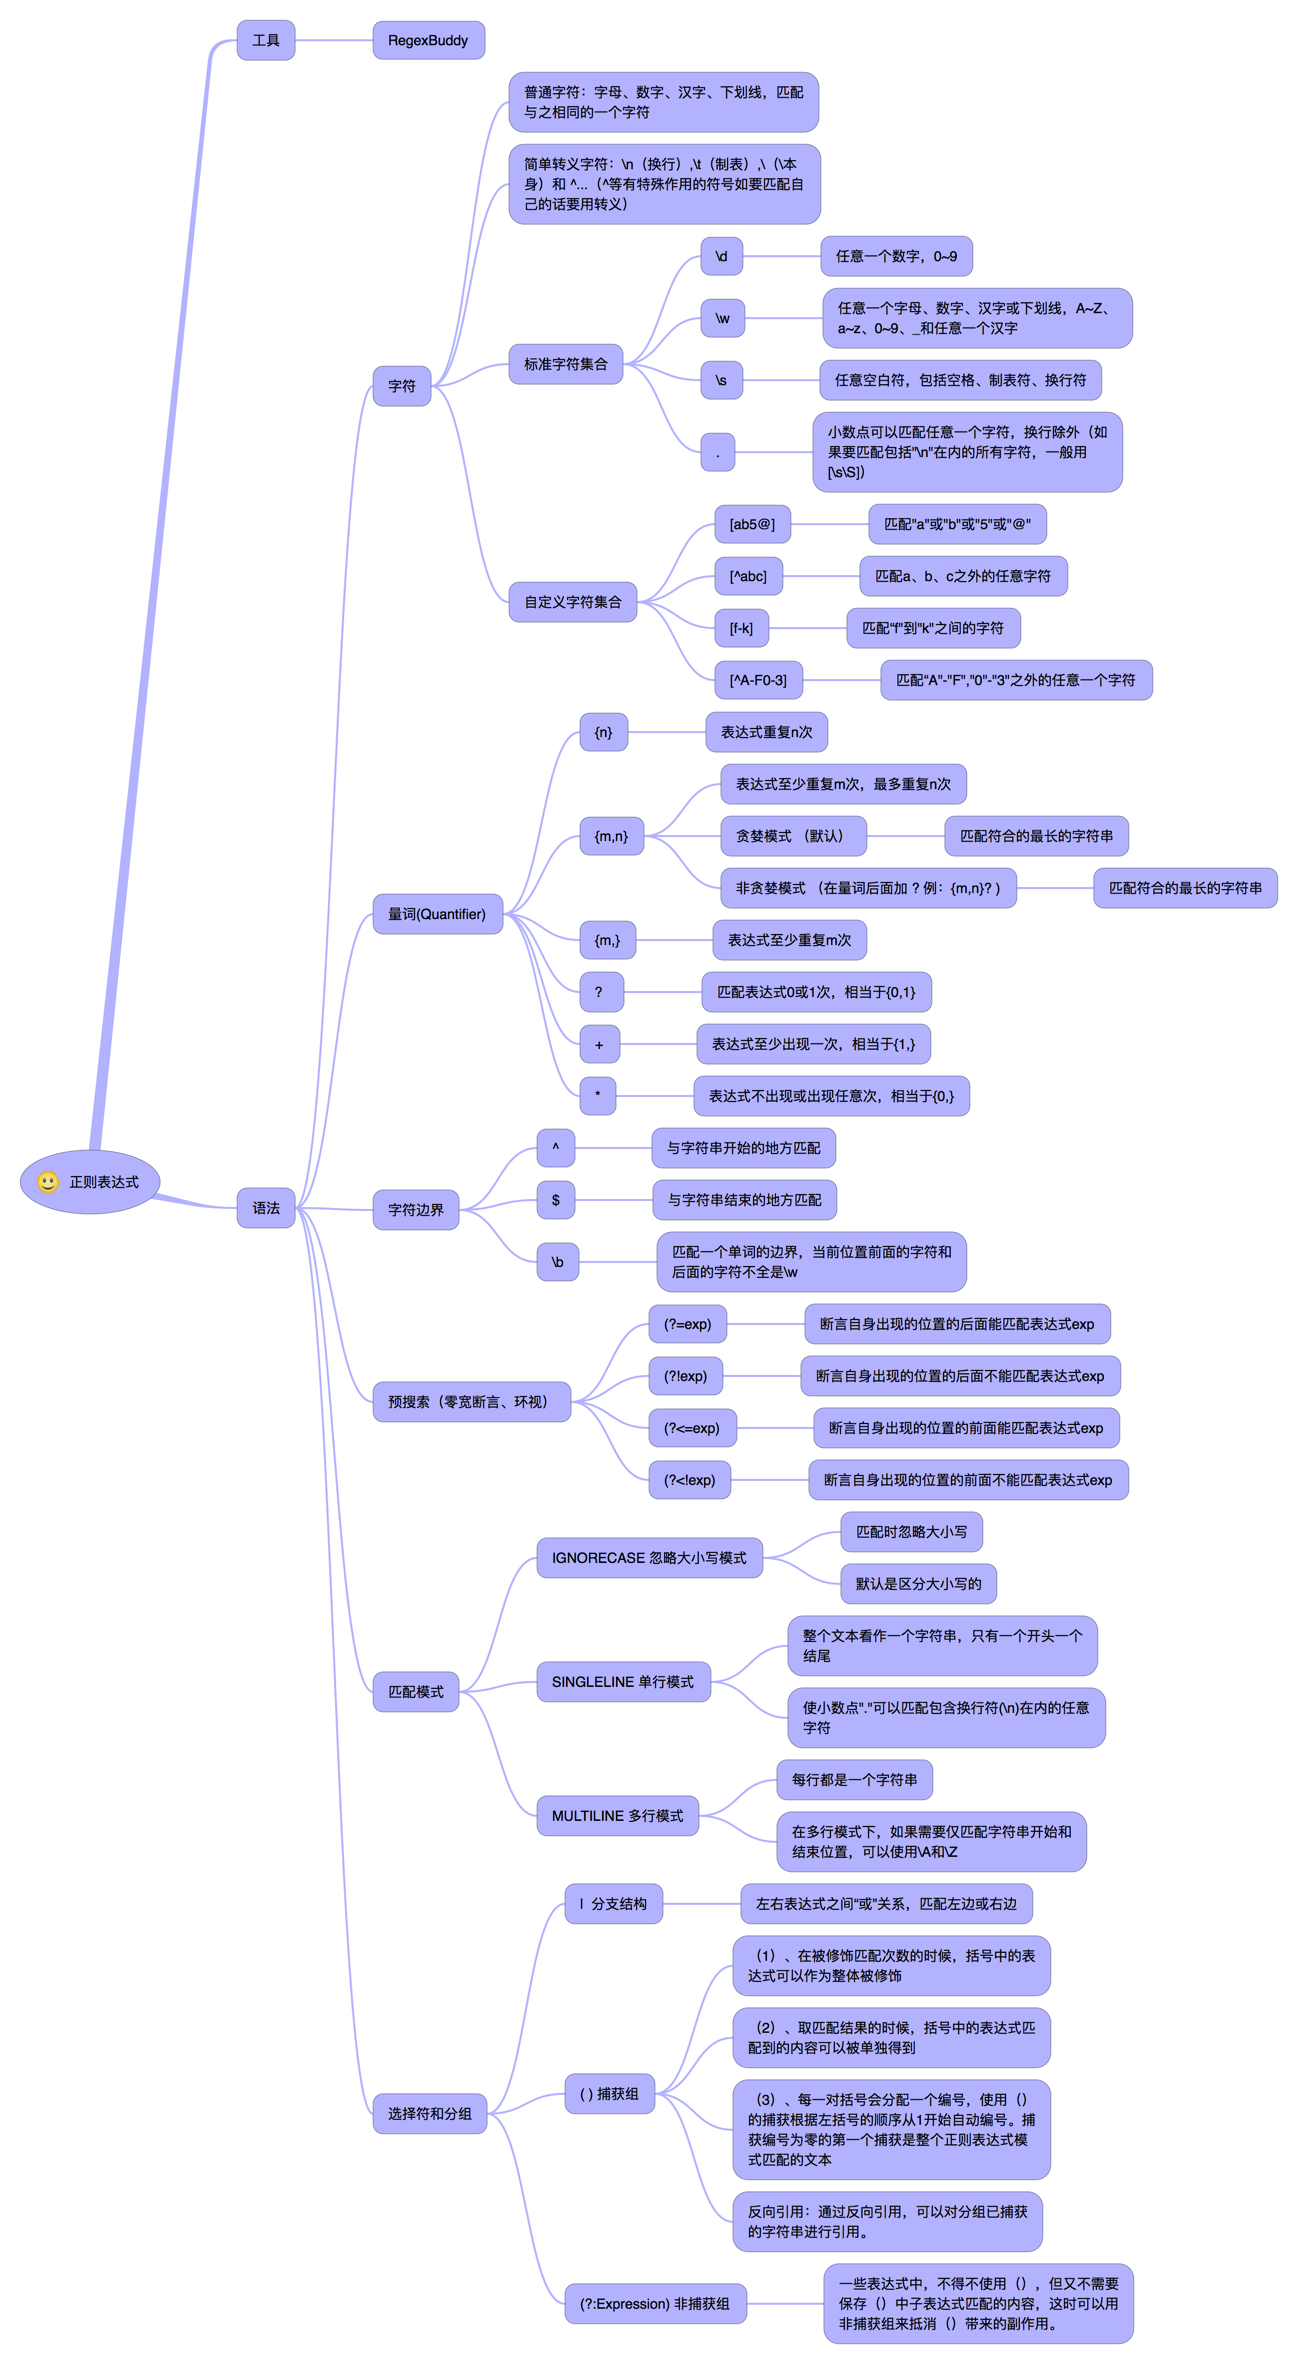 工具
RegexBuddy
普通字符：字母、数字、汉字、下划线，匹配
与之相同的一个字符
简单转义字符：\n（换行）,\t（制表）,\（\本
身）和 ^...（^等有特殊作用的符号如要匹配自
己的话要用转义）
\d
任意一个数字，0~9
\w
任意一个字母、数字、汉字或下划线，A~Z、
a~z、0~9、_和任意一个汉字
标准字符集合
\s
任意空白符，包括空格、制表符、换行符
字符
.
小数点可以匹配任意一个字符，换行除外（如
果要匹配包括"\n"在内的所有字符，一般用
[\s\S]）
[ab5@]
匹配"a"或"b"或"5"或"@"
[^abc]
匹配a、b、c之外的任意字符
自定义字符集合
[f-k]
匹配“f"到"k"之间的字符
[^A-F0-3]
匹配“A"-"F","0"-"3"之外的任意一个字符
{n}
表达式重复n次
表达式至少重复m次，最多重复n次
{m,n}
贪婪模式 （默认）
匹配符合的最长的字符串
非贪婪模式 （在量词后面加 ? 例：{m,n}? )
匹配符合的最长的字符串
量词(Quantifier)
{m,}
表达式至少重复m次
?
匹配表达式0或1次，相当于{0,1}
+
表达式至少出现一次，相当于{1,}
*
表达式不出现或出现任意次，相当于{0,}
正则表达式
语法
^
与字符串开始的地方匹配
字符边界
$
与字符串结束的地方匹配
\b
匹配一个单词的边界，当前位置前面的字符和
后面的字符不全是\w
(?=exp)
断言自身出现的位置的后面能匹配表达式exp
(?!exp)
断言自身出现的位置的后面不能匹配表达式exp
预搜索（零宽断言、环视）
(?<=exp)
断言自身出现的位置的前面能匹配表达式exp
(?<!exp)
断言自身出现的位置的前面不能匹配表达式exp
IGNORECASE 忽略大小写模式
匹配时忽略大小写
默认是区分大小写的
匹配模式
SINGLELINE 单行模式
整个文本看作一个字符串，只有一个开头一个
结尾
使小数点"."可以匹配包含换行符(\n)在内的任意
字符
MULTILINE 多行模式
每行都是一个字符串
在多行模式下，如果需要仅匹配字符串开始和
结束位置，可以使用\A和\Z
| 分支结构
左右表达式之间“或”关系，匹配左边或右边
（1）、在被修饰匹配次数的时候，括号中的表
达式可以作为整体被修饰
（2）、取匹配结果的时候，括号中的表达式匹
配到的内容可以被单独得到
( ) 捕获组
（3）、每一对括号会分配一个编号，使用（）
的捕获根据左括号的顺序从1开始自动编号。捕
获编号为零的第一个捕获是整个正则表达式模
式匹配的文本
选择符和分组
反向引用：通过反向引用，可以对分组已捕获
的字符串进行引用。
(?:Expression) 非捕获组
一些表达式中，不得不使用（），但又不需要
保存（）中子表达式匹配的内容，这时可以用
非捕获组来抵消（）带来的副作用。